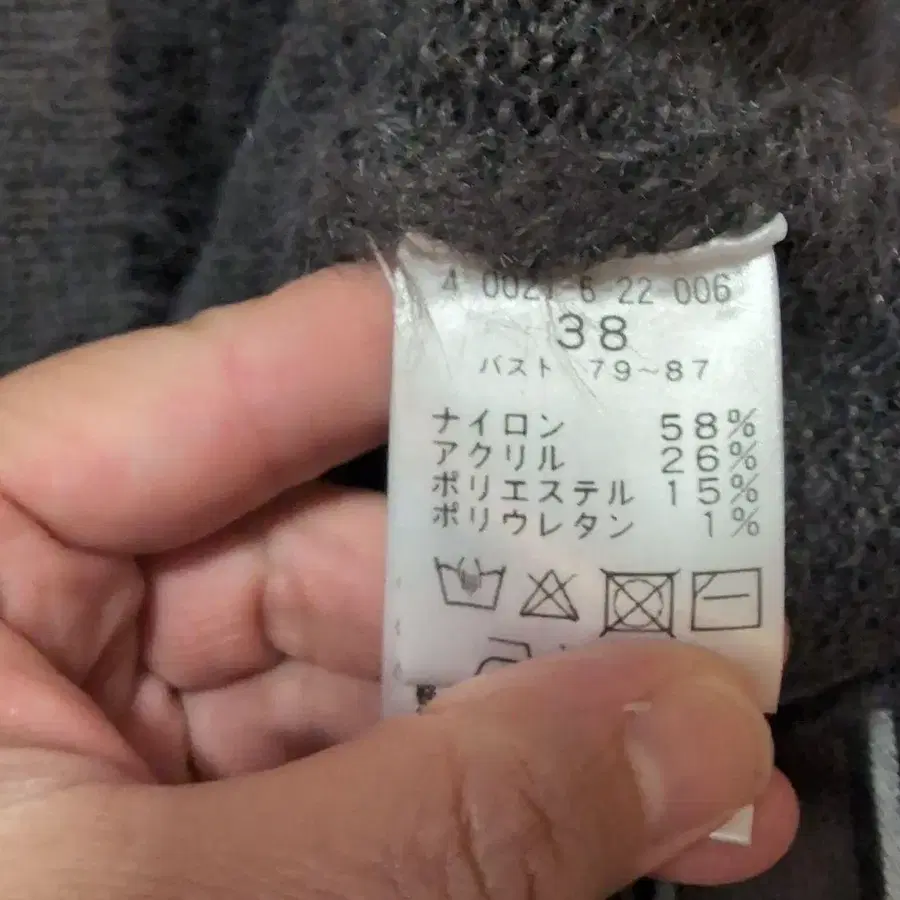 4 0021-6-22 006
38
バスト 79~87
ナイロン 58%
アクリル 26%
ポリエステル 15%
ポリウレタン 1%